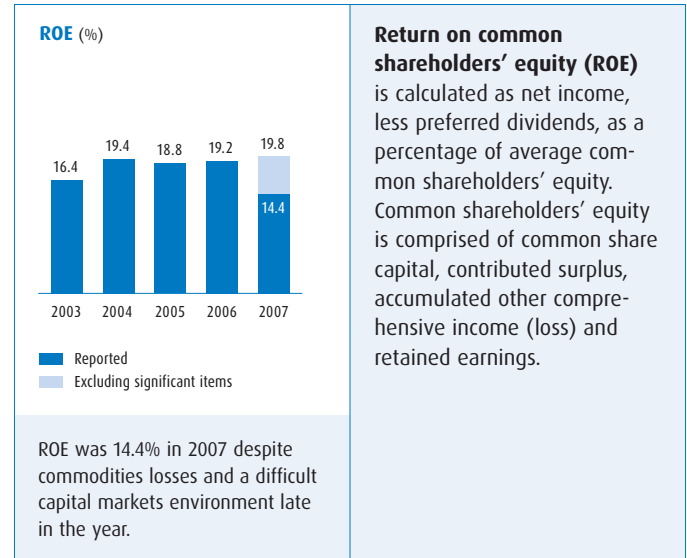 ROE (%)
19.4 18.8 19.2 19.8
16.4
14.4
2003 2004 2005 2006 2007
Reported
Excluding significant items
ROE was 14.4% in 2007 despite
commodities losses and a difficult
capital markets environment late
in the year.
Return on common
shareholders’ equity (ROE)
is calculated as net income,
less preferred dividends, as a
percentage of average com-
mon shareholders’ equity.
Common shareholders’ equity
is comprised of common share
capital, contributed surplus,
accumulated other compre-
hensive income (loss) and
retained earnings.